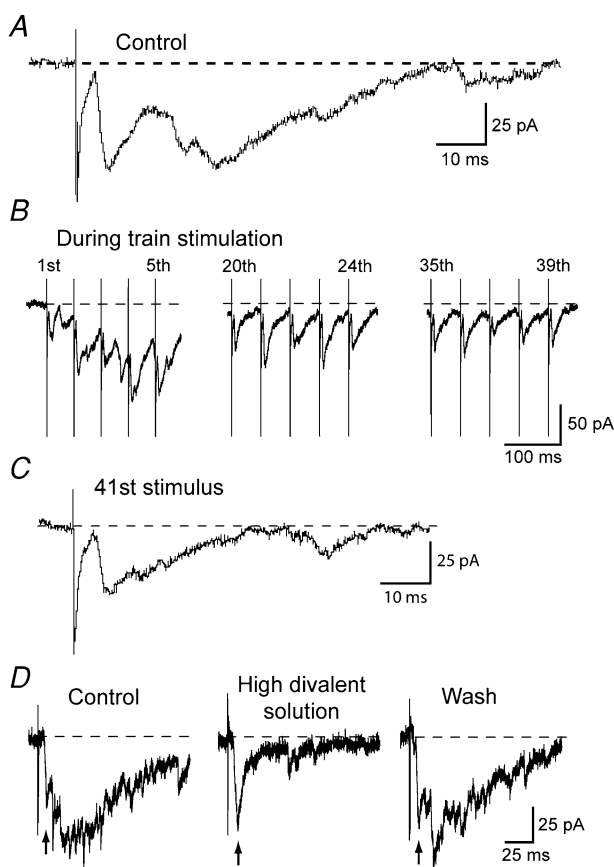 A
Control
25 pA
10 ms
B
During train stimulation
1st 5th 20th 24th 35th 39th
50 pA
100 ms
C
41st stimulus
25 pA
10 ms
D
Control
High divalent
solution
Wash
25 pA
25 ms